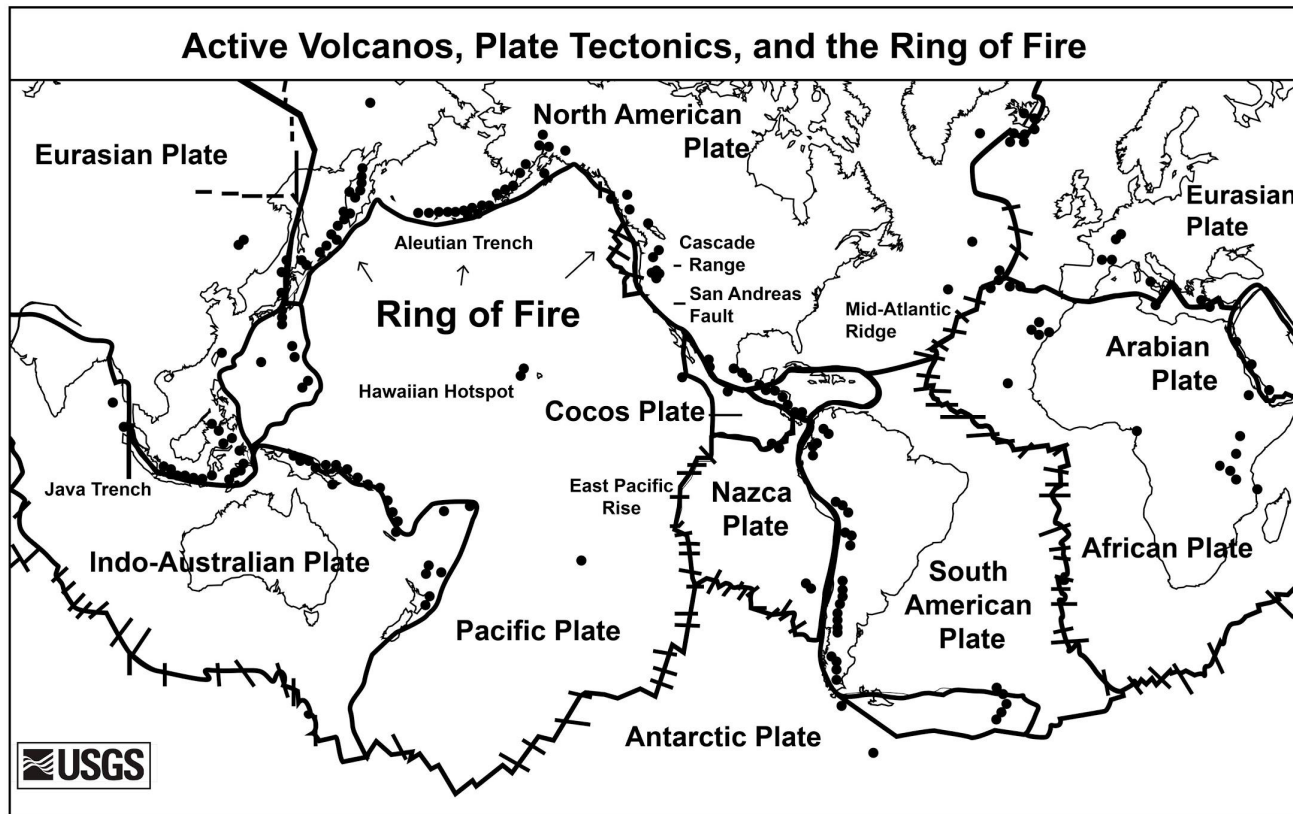 Active Volcanos, Plate Tectonics, and the Ring of Fire
North American
Plate
Eurasian Plate
Eurasian
Plate
Aleutian Trench
Cascade
Range
Ring of Fire
San Andreas
Fault
Mid-Atlantic
Ridge
Arabian
Plate
Hawaiian Hotspot
Cocos Plate
Java Trench
East Pacific
Rise
Nazca
Plate
Indo-Australian Plate
African Plate
South
American
Plate
Pacific Plate
Antarctic Plate
USGS